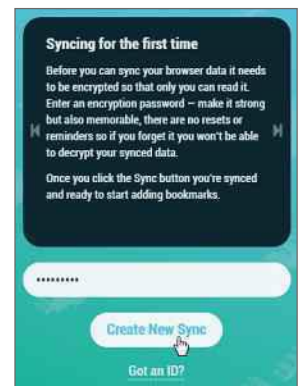 Syncing for the first time
Before you can sync your browser data it needs
to be encrypted so that only you can read it.
Enter an encryption password – make it strong
but also memorable, there are no resets or
reminders so if you forget it you won't be able
to decrypt your synced data.
Once you click the Sync button you're synced
and ready to start adding bookmarks.
•••••••••
Create New Sync
Got an ID?